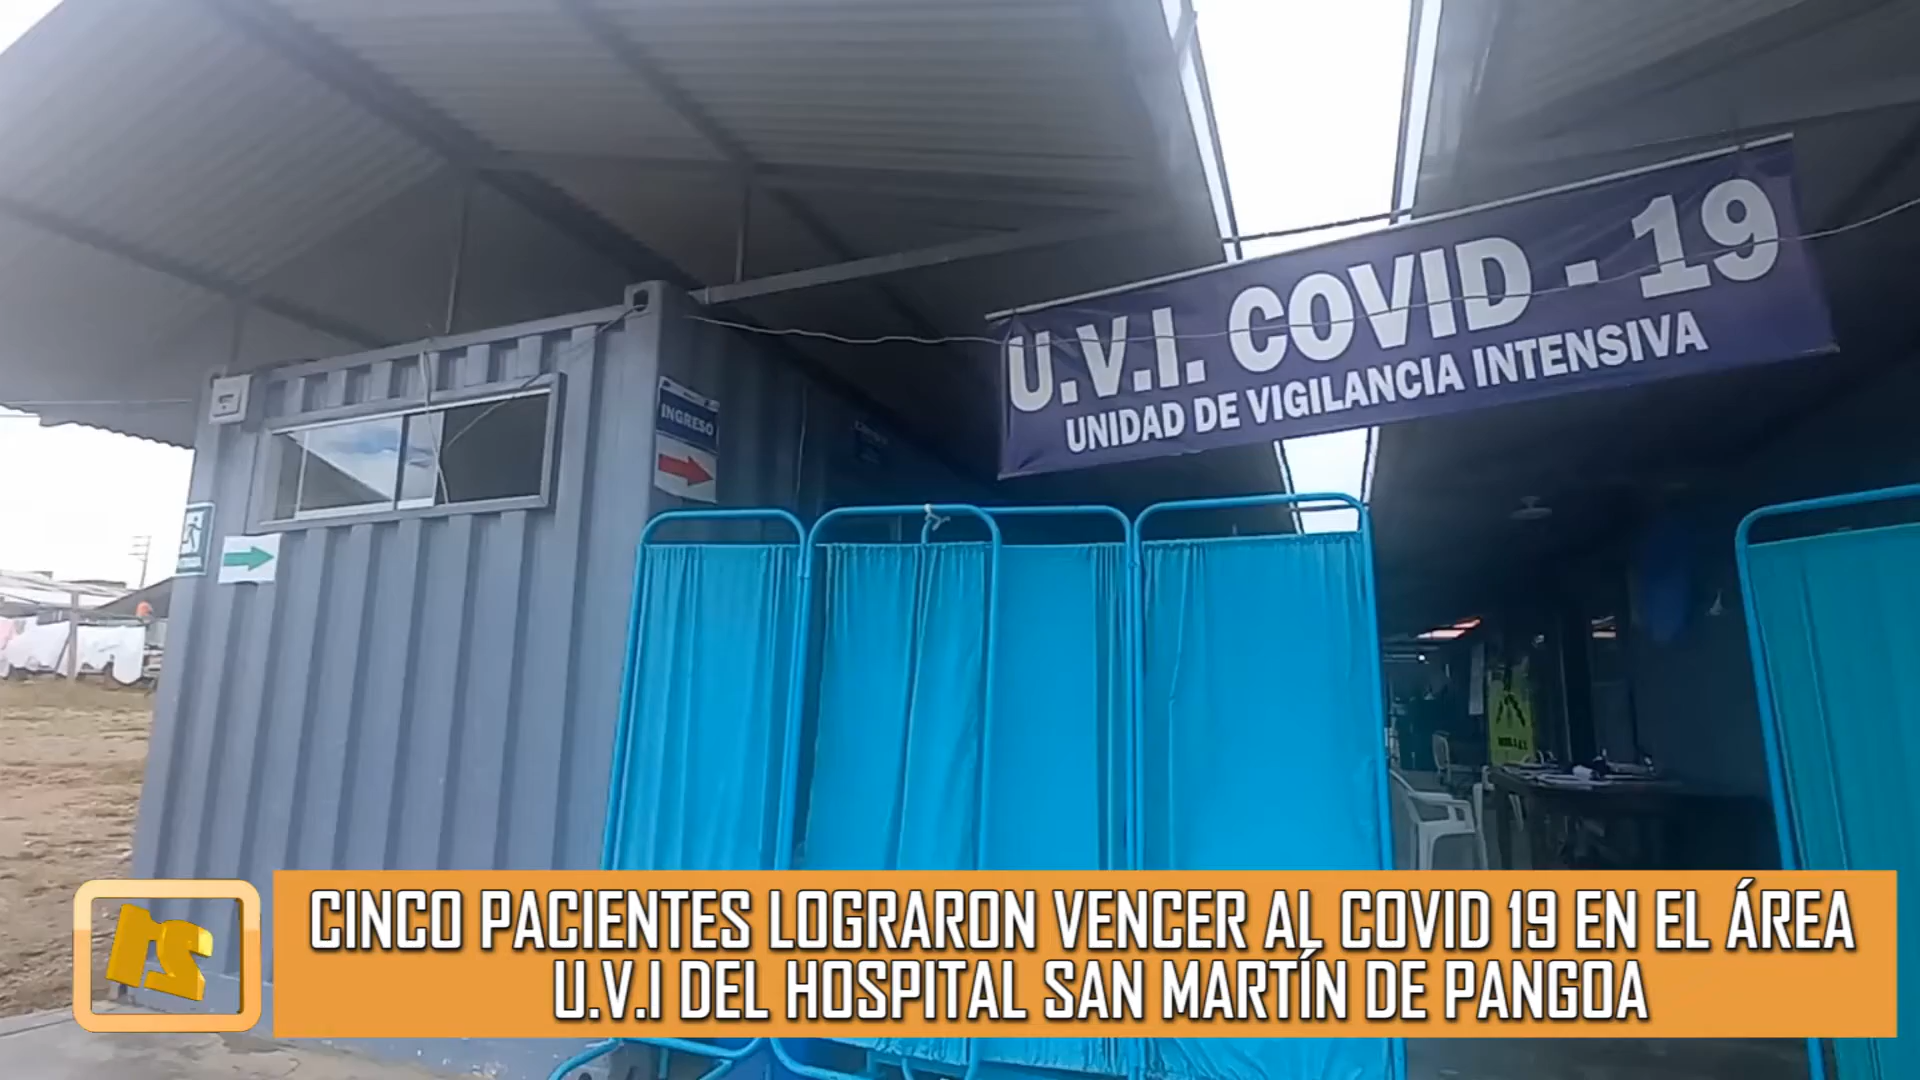 U.V.I. COVID - 19
UNIDAD DE VIGILANCIA INTENSIVA
INGRESO
CINCO PACIENTES LOGRARON VENCER AL COVID 19 EN EL ÁREA
U.V.I DEL HOSPITAL SAN MARTÍN DE PANGOA